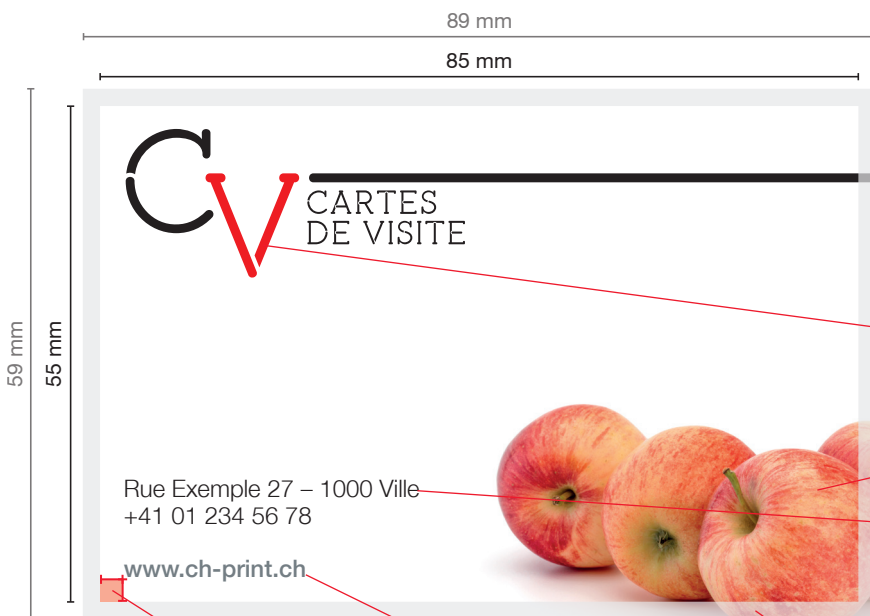 89 mm
85 mm
59 mm
55 mm
CV
CARTES
DE VISITE
Rue Exemple 27 – 1000 Ville
+41 01 234 56 78
www.ch-print.ch